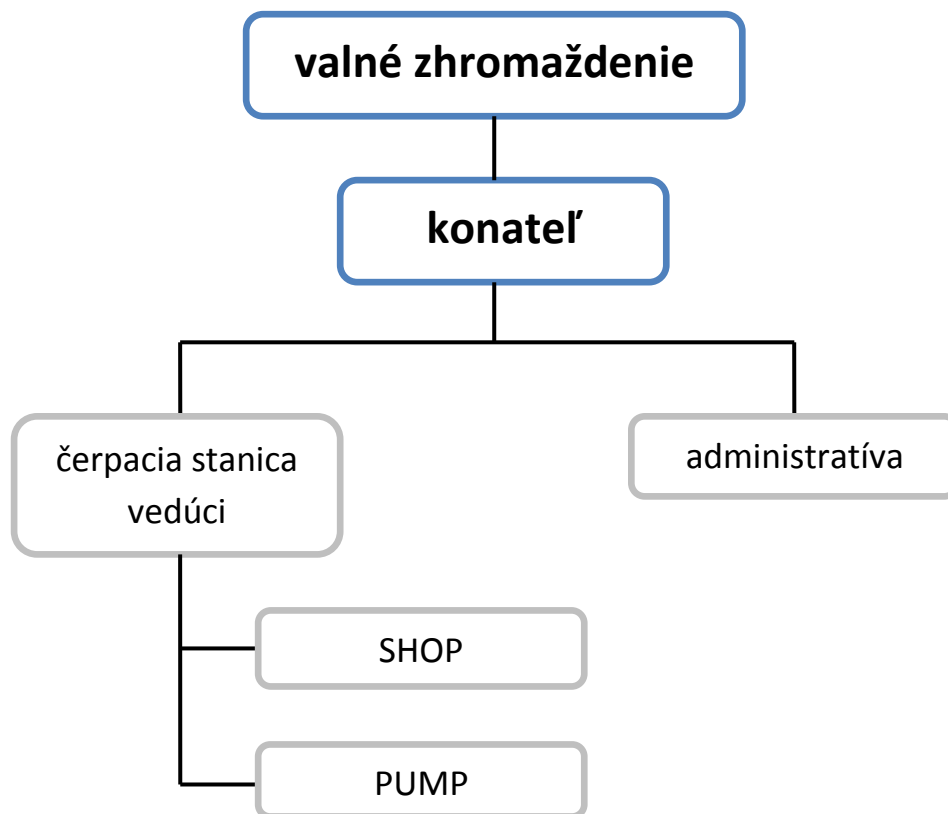 valné zhromaždenie
konateľ
čerpacia stanica
vedúci
administratíva
SHOP
PUMP